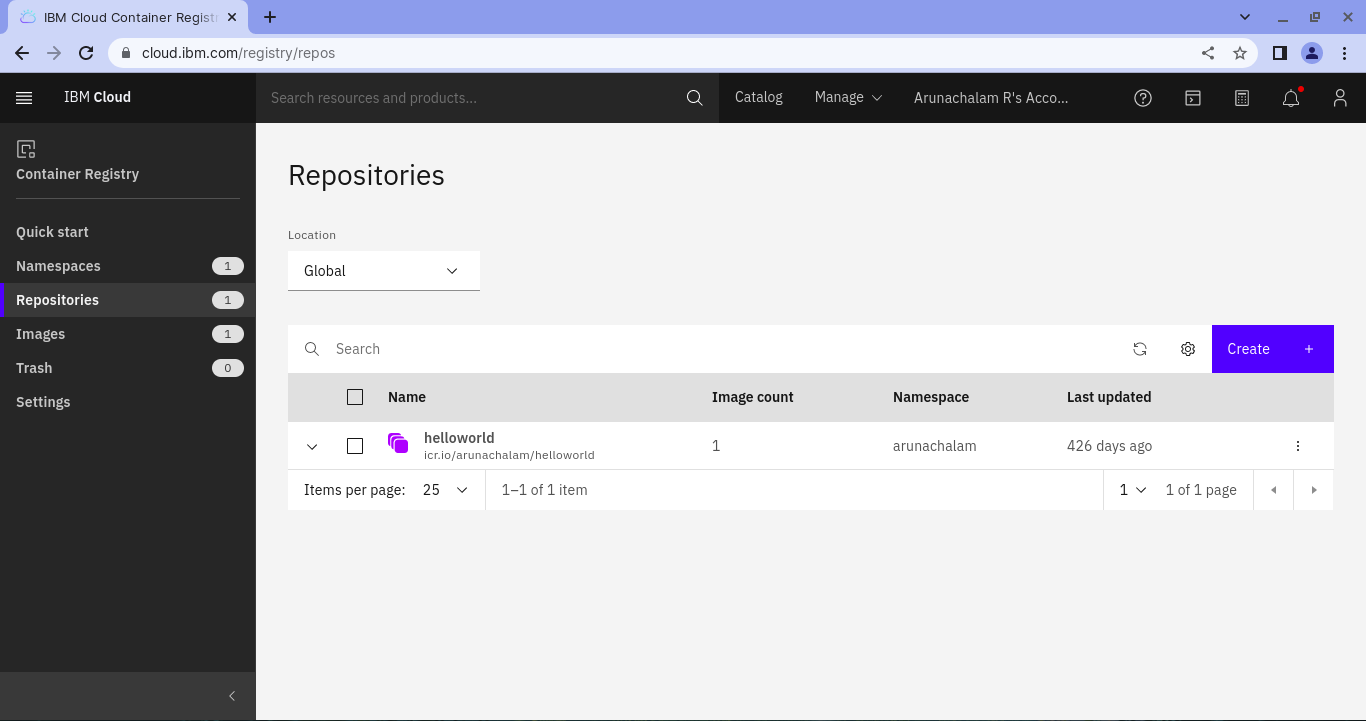 IBM Cloud Container Registr
cloud.ibm.com/registry/repos
IBM Cloud
Search resources and products...
Catalog
Manage
Arunachalam R's Acco...
Container Registry
Quick start
Namespaces 1
Repositories 1
Images 1
Trash 0
Settings
Repositories
Location
Global
Search
Create +
Name Image count Namespace Last updated
helloworld
icr.io/arunachalam/helloworld
1 arunachalam 426 days ago
Items per page: 25 1–1 of 1 item 1 1 of 1 page